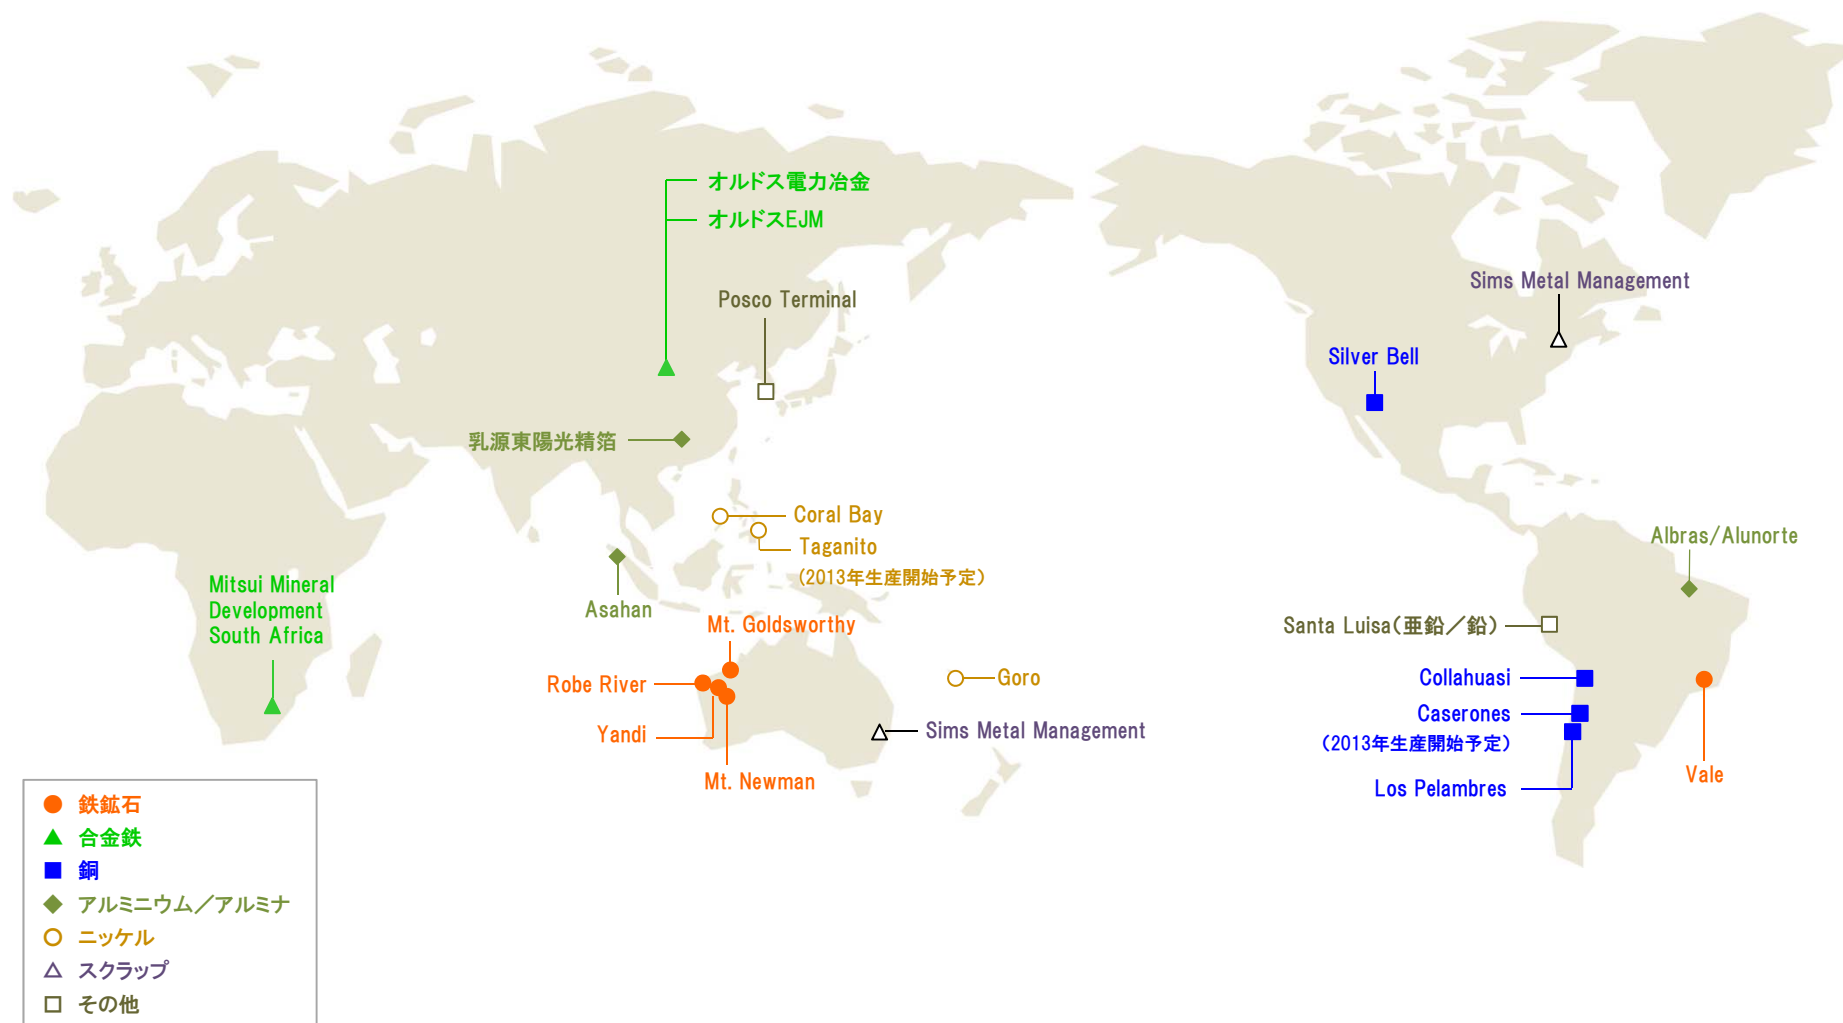 オルドス電力冶金
オルドスEJM
Posco Terminal
Sims Metal Management
Silver Bell
乳源東陽光精箔
Coral Bay
Taganito
(2013年生産開始予定)
Albras/Alunorte
Mitsui Mineral
Development
South Africa
Asahan
Mt. Goldsworthy
Santa Luisa(亜鉛／鉛)
Robe River
Goro
Collahuasi
Yandi
Sims Metal Management
Caserones
(2013年生産開始予定)
Mt. Newman
Los Pelambres
Vale
鉄鉱石
合金鉄
銅
アルミニウム／アルミナ
ニッケル
スクラップ
その他